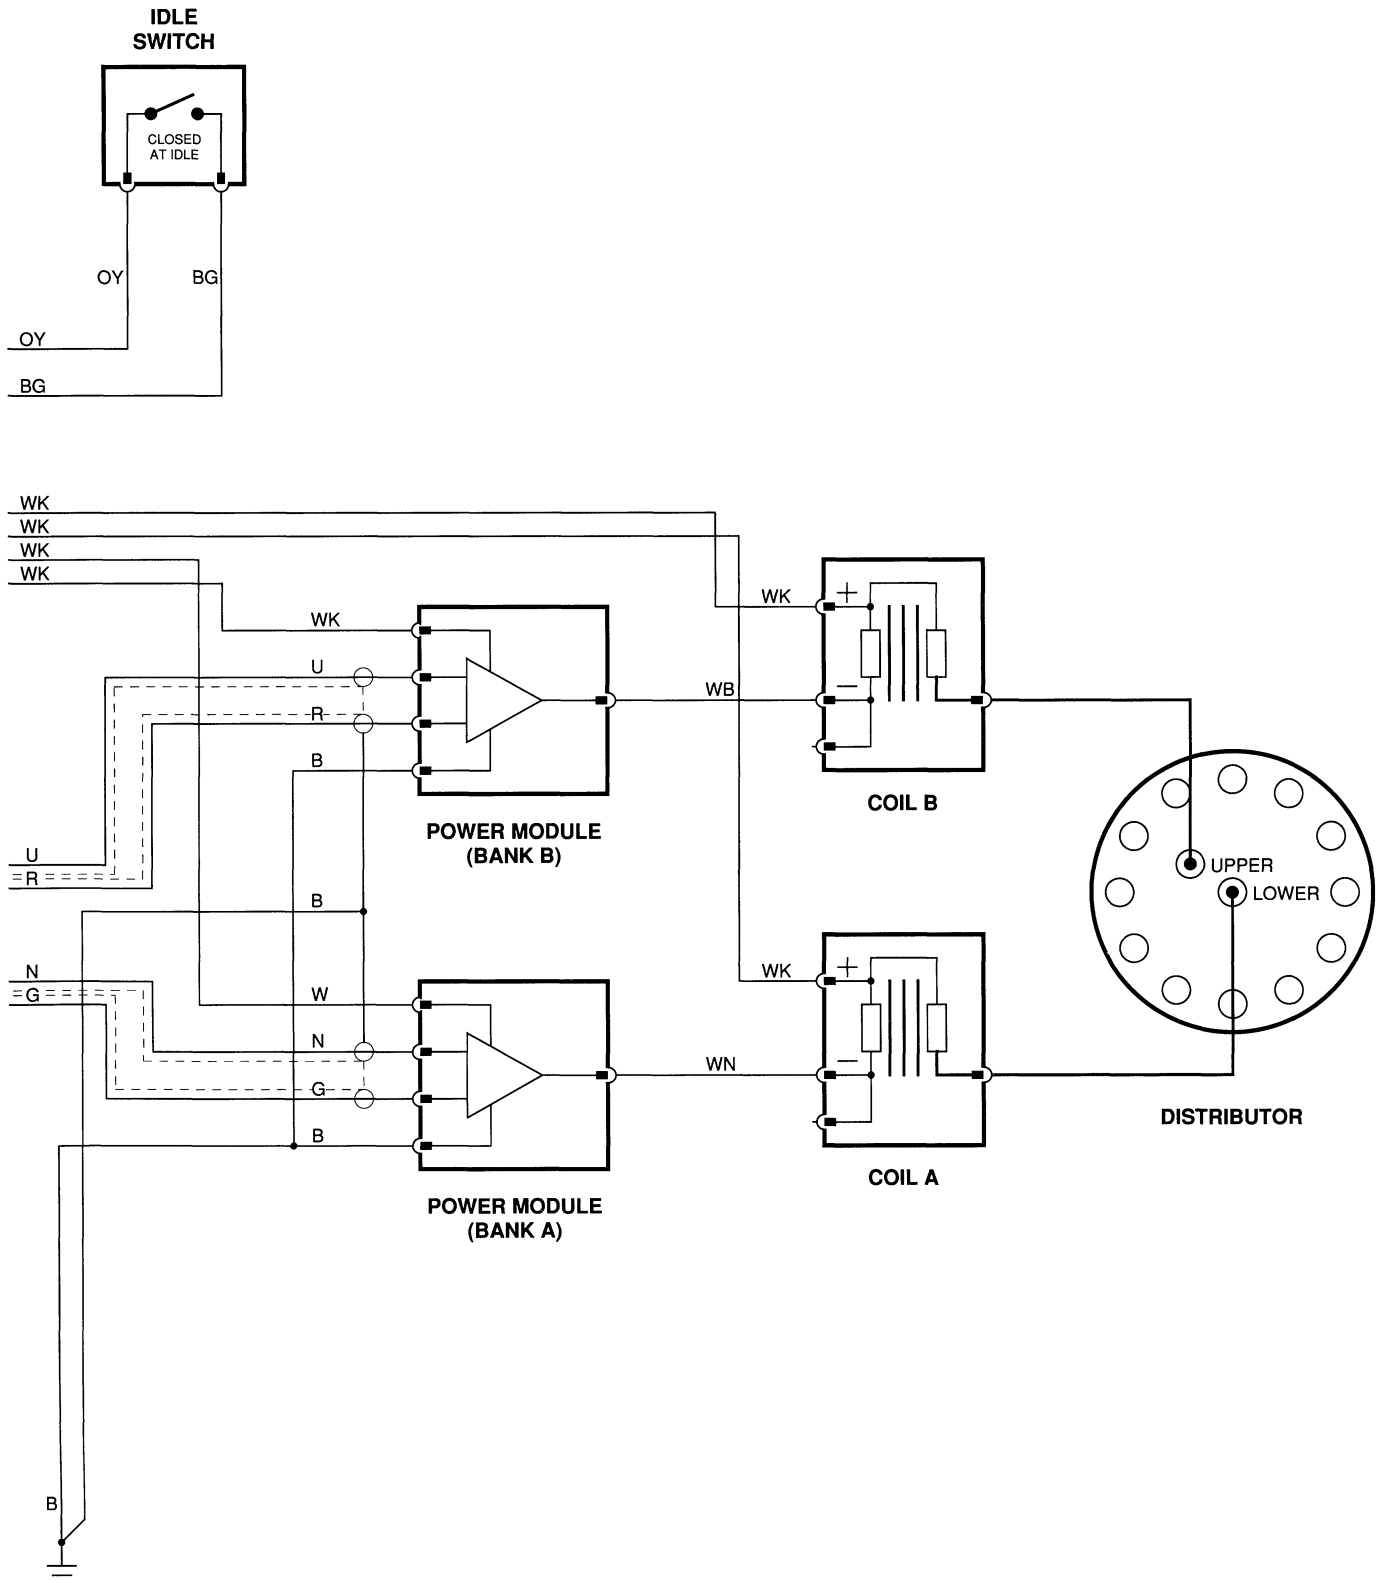 IDLE
SWITCH
CLOSED
AT IDLE
OY
BG
OY
BG
WK
WK
WK
WK
WK
WK
+
U
WB
−
R
B
COIL B
POWER MODULE
(BANK B)
U
R
UPPER
LOWER
B
N
WK
+
G
W
N
WN
−
G
DISTRIBUTOR
B
COIL A
POWER MODULE
(BANK A)
B